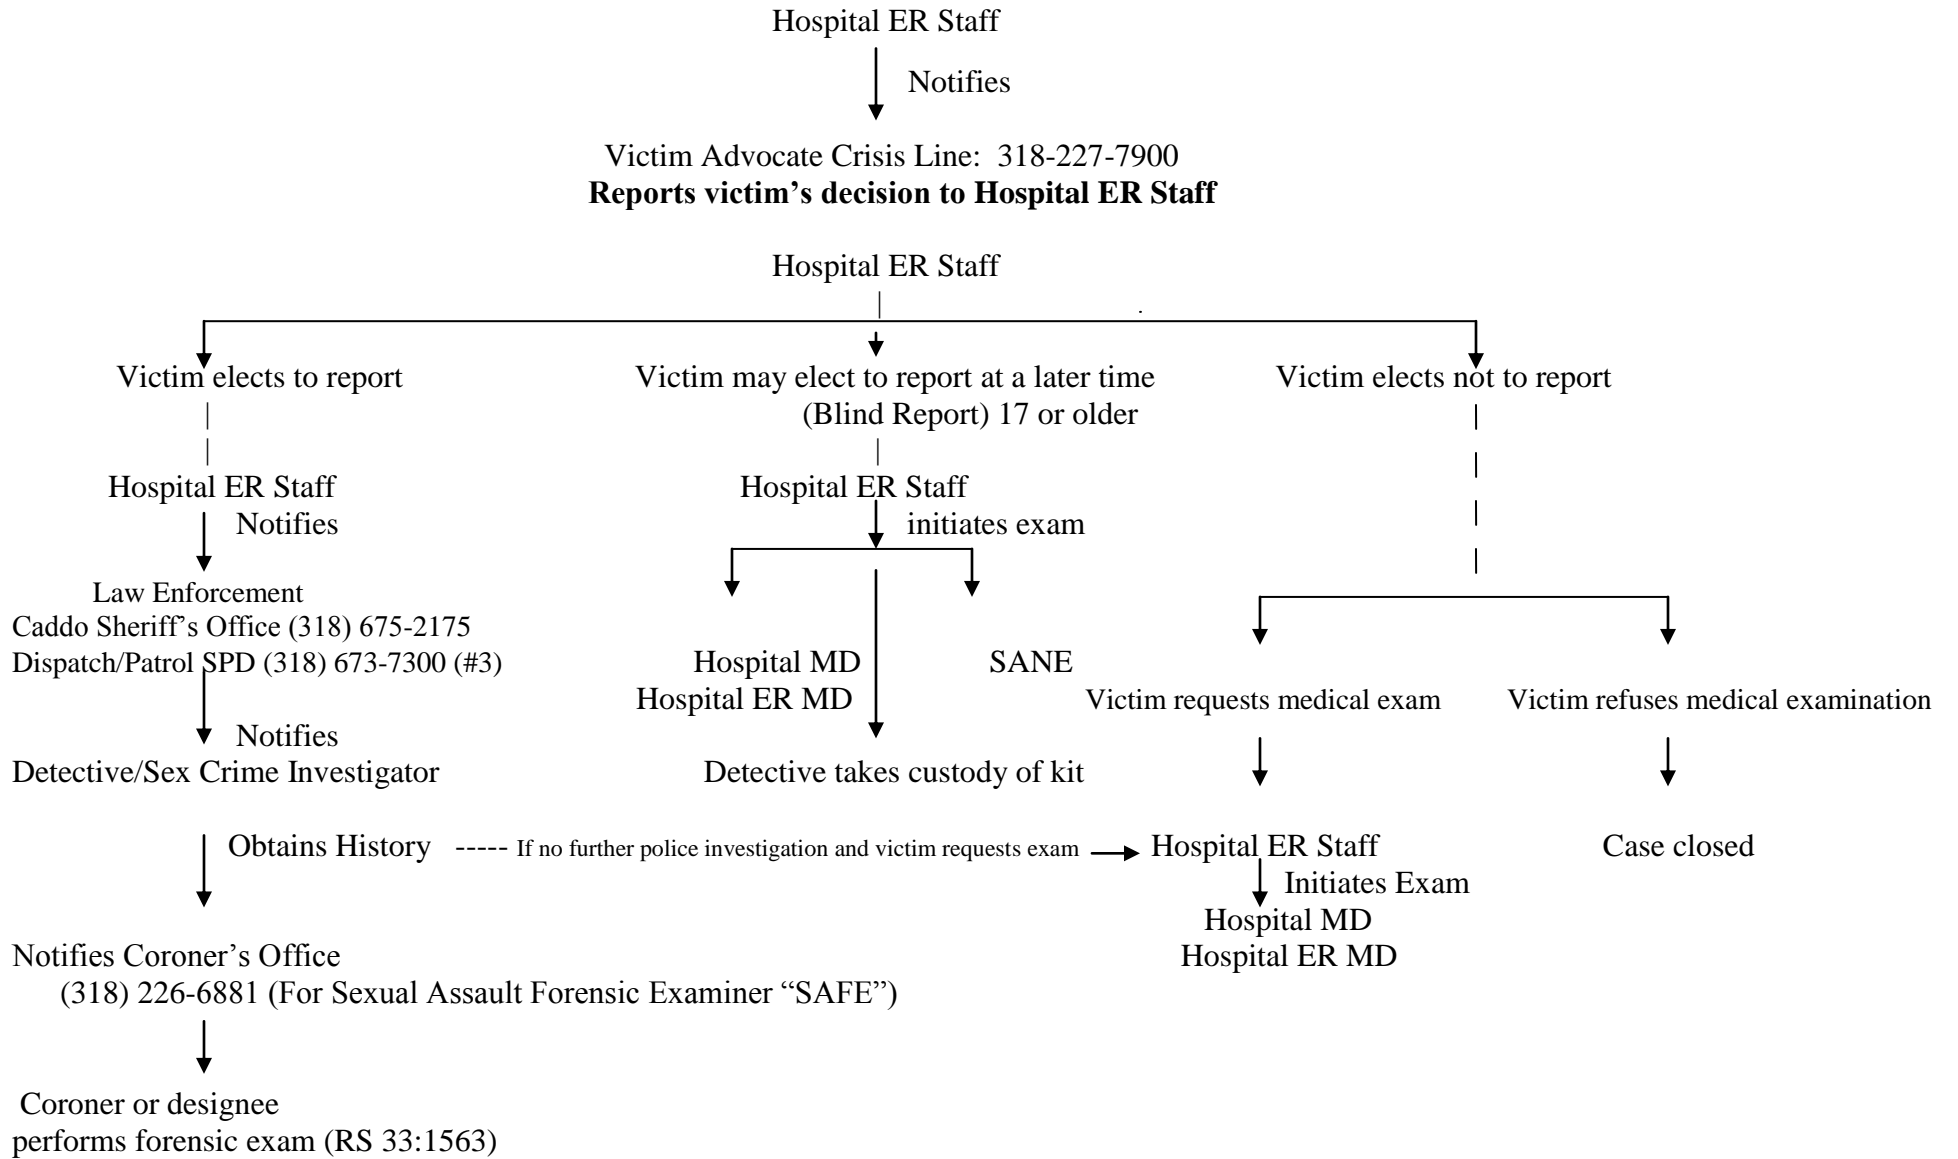 Hospital ER Staff
Notifies
Victim Advocate Crisis Line: 318-227-7900
Reports victim's decision to Hospital ER Staff
Hospital ER Staff
Victim elects to report
Victim may elect to report at a later time
(Blind Report) 17 or older
Victim elects not to report
Hospital ER Staff
Notifies
Hospital ER Staff
initiates exam
Law Enforcement
Caddo Sheriff's Office (318) 675-2175
Dispatch/Patrol SPD (318) 673-7300 (#3)
Hospital MD
Hospital ER MD
SANE
Victim requests medical exam
Victim refuses medical examination
Notifies
Detective/Sex Crime Investigator
Detective takes custody of kit
Obtains History ----- If no further police investigation and victim requests exam
Hospital ER Staff
Case closed
Initiates Exam
Hospital MD
Hospital ER MD
Notifies Coroner's Office
(318) 226-6881 (For Sexual Assault Forensic Examiner “SAFE”)
Coroner or designee
performs forensic exam (RS 33:1563)